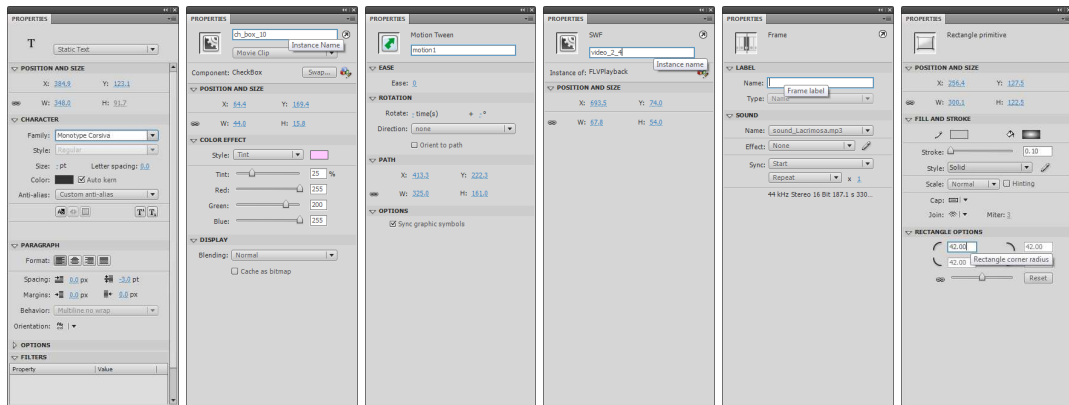 PROPERTIES
T
Static Text
POSITION AND SIZE
X: 384.9 Y: 123.1
W: 348.0 H: 91.7
CHARACTER
Family: Monotype Corsiva
Style: Regular
Size: - pt Letter spacing: 0.0
Color: Auto kern
Anti-alias: Custom anti-alias
PARAGRAPH
Format:
Spacing: 0.0 px -3.0 pt
Margins: 0.0 px 0.0 px
Behavior: Multiline no wrap
Orientation:
OPTIONS
FILTERS
Property Value
PROPERTIES
ch_box_10
Instance Name
Movie Clip
Component: CheckBox Swap...
POSITION AND SIZE
X: 64.4 Y: 169.4
W: 44.0 H: 15.8
COLOR EFFECT
Style: Tint
Tint: 25 %
Red: 255
Green: 200
Blue: 255
DISPLAY
Blending: Normal
Cache as bitmap
PROPERTIES
Motion Tween
motion1
EASE
Ease: 0
ROTATION
Rotate: - time(s) + - °
Direction: none
Orient to path
PATH
X: 413.3 Y: 222.3
W: 325.0 H: 161.0
OPTIONS
Sync graphic symbols
PROPERTIES
SWF
video_2_4
Instance name
Instance of: FLVPlayback
POSITION AND SIZE
X: 693.5 Y: 74.0
W: 67.8 H: 54.0
PROPERTIES
Frame
LABEL
Name:
Frame label
Type: Name
SOUND
Name: sound_Lacrimosa.mp3
Effect: None
Sync: Start
Repeat x 1
44 kHz Stereo 16 Bit 187.1 s 330...
PROPERTIES
Rectangle primitive
POSITION AND SIZE
X: 256.4 Y: 127.5
W: 306.1 H: 122.5
FILL AND STROKE
Stroke: 0.10
Style: Solid
Scale: Normal Hinting
Cap:
Join: Miter: 3
RECTANGLE OPTIONS
42.00 42.00
42.00 Rectangle corner radius
Reset